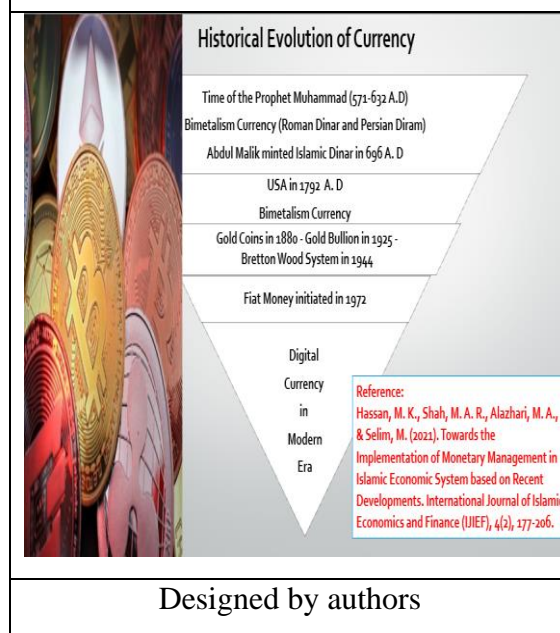 Historical Evolution of Currency
Time of the Prophet Muhammad (571-632 A.D)
Bimetalism Currency (Roman Dinar and Persian Diram)
Abdul Malik minted Islamic Dinar in 696 A. D
USA in 1792 A. D
Bimetalism Currency
Gold Coins in 1880 - Gold Bullion in 1925 -
Bretton Wood System in 1944
Fiat Money initiated in 1972
Digital
Currency
in
Modern
Era
Reference:
Hassan, M. K., Shah, M. A. R., Alazhari, M. A.,
& Selim, M. (2021). Towards the
Implementation of Monetary Management in
Islamic Economic System based on Recent
Developments. International Journal of Islamic
Economics and Finance (IJIEF), 4(2), 177-206.
Designed by authors